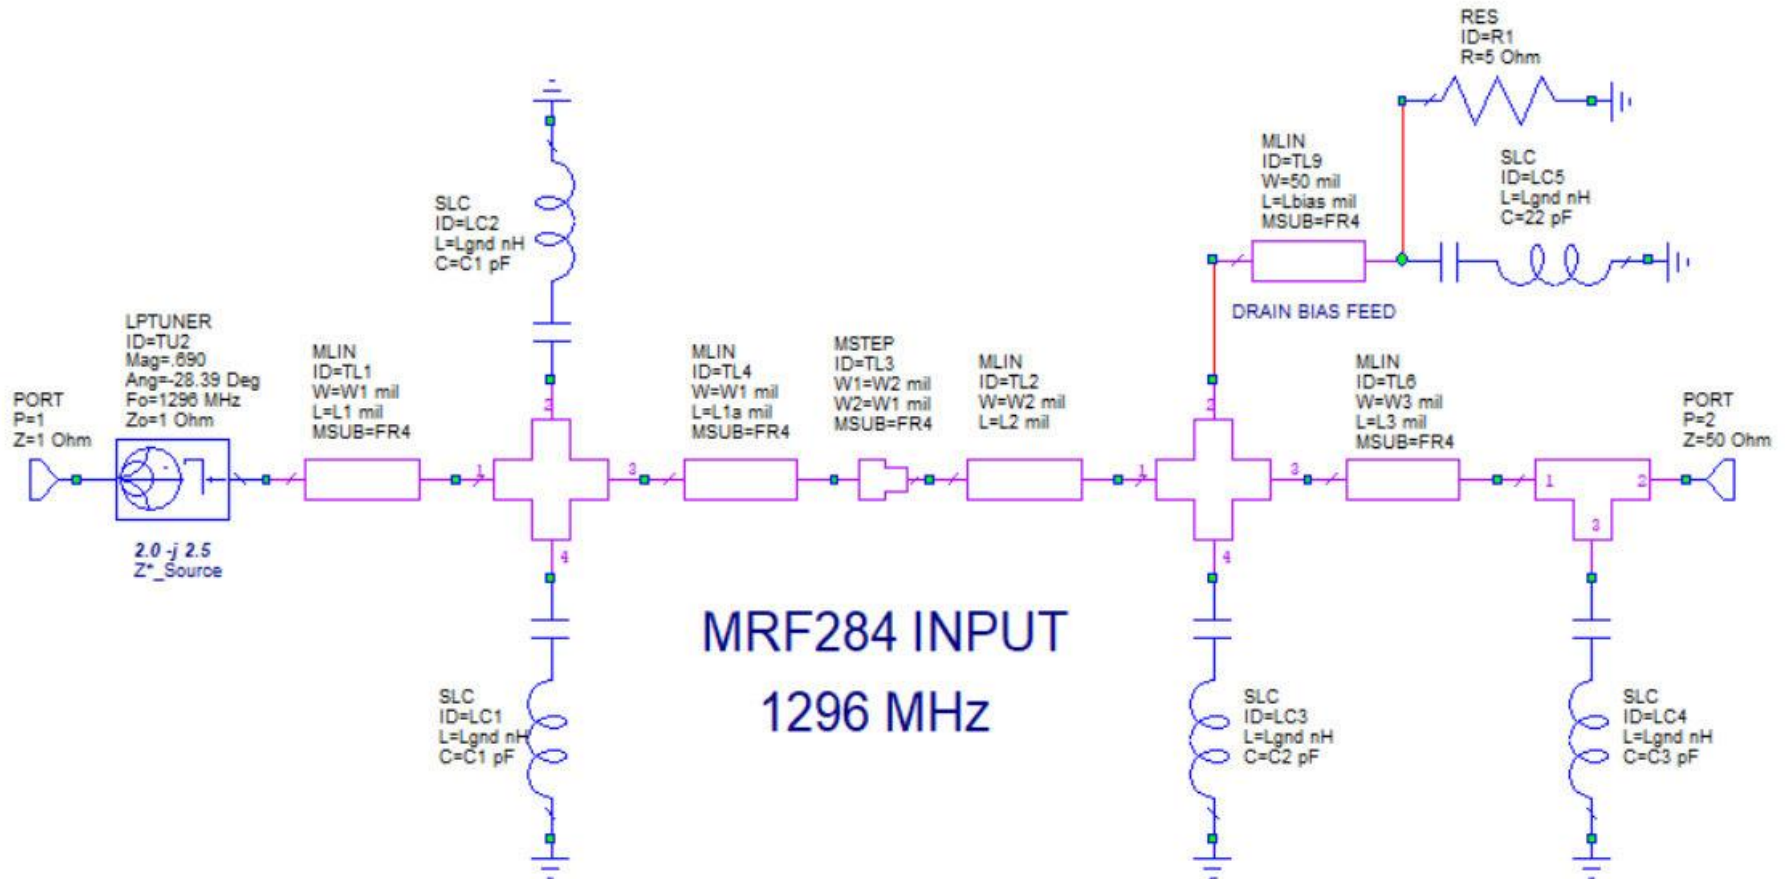 RES
ID=R1
R=5 Ohm
MLIN
ID=TL9
W=50 mil
L=Lbias mil
MSUB=FR4
SLC
ID=LC5
L=Lgnd nH
C=22 pF
SLC
ID=LC2
L=Lgnd nH
C=C1 pF
DRAIN BIAS FEED
LPTUNER
ID=TU2
Mag=.690
Ang=-28.39 Deg
Fo=1296 MHz
Zo=1 Ohm
MLIN
ID=TL1
W=W1 mil
L=L1 mil
MSUB=FR4
MLIN
ID=TL4
W=W1 mil
L=L1a mil
MSUB=FR4
MSTEP
ID=TL3
W1=W2 mil
W2=W1 mil
MSUB=FR4
MLIN
ID=TL2
W=W2 mil
L=L2 mil
MLIN
ID=TL6
W=W3 mil
L=L3 mil
MSUB=FR4
PORT
P=1
Z=1 Ohm
PORT
P=2
Z=50 Ohm
2
2
1
3
1
3
1
2
3
4
4
2.0 -j 2.5
Z*_Source
MRF284 INPUT
1296 MHz
SLC
ID=LC1
L=Lgnd nH
C=C1 pF
SLC
ID=LC3
L=Lgnd nH
C=C2 pF
SLC
ID=LC4
L=Lgnd nH
C=C3 pF